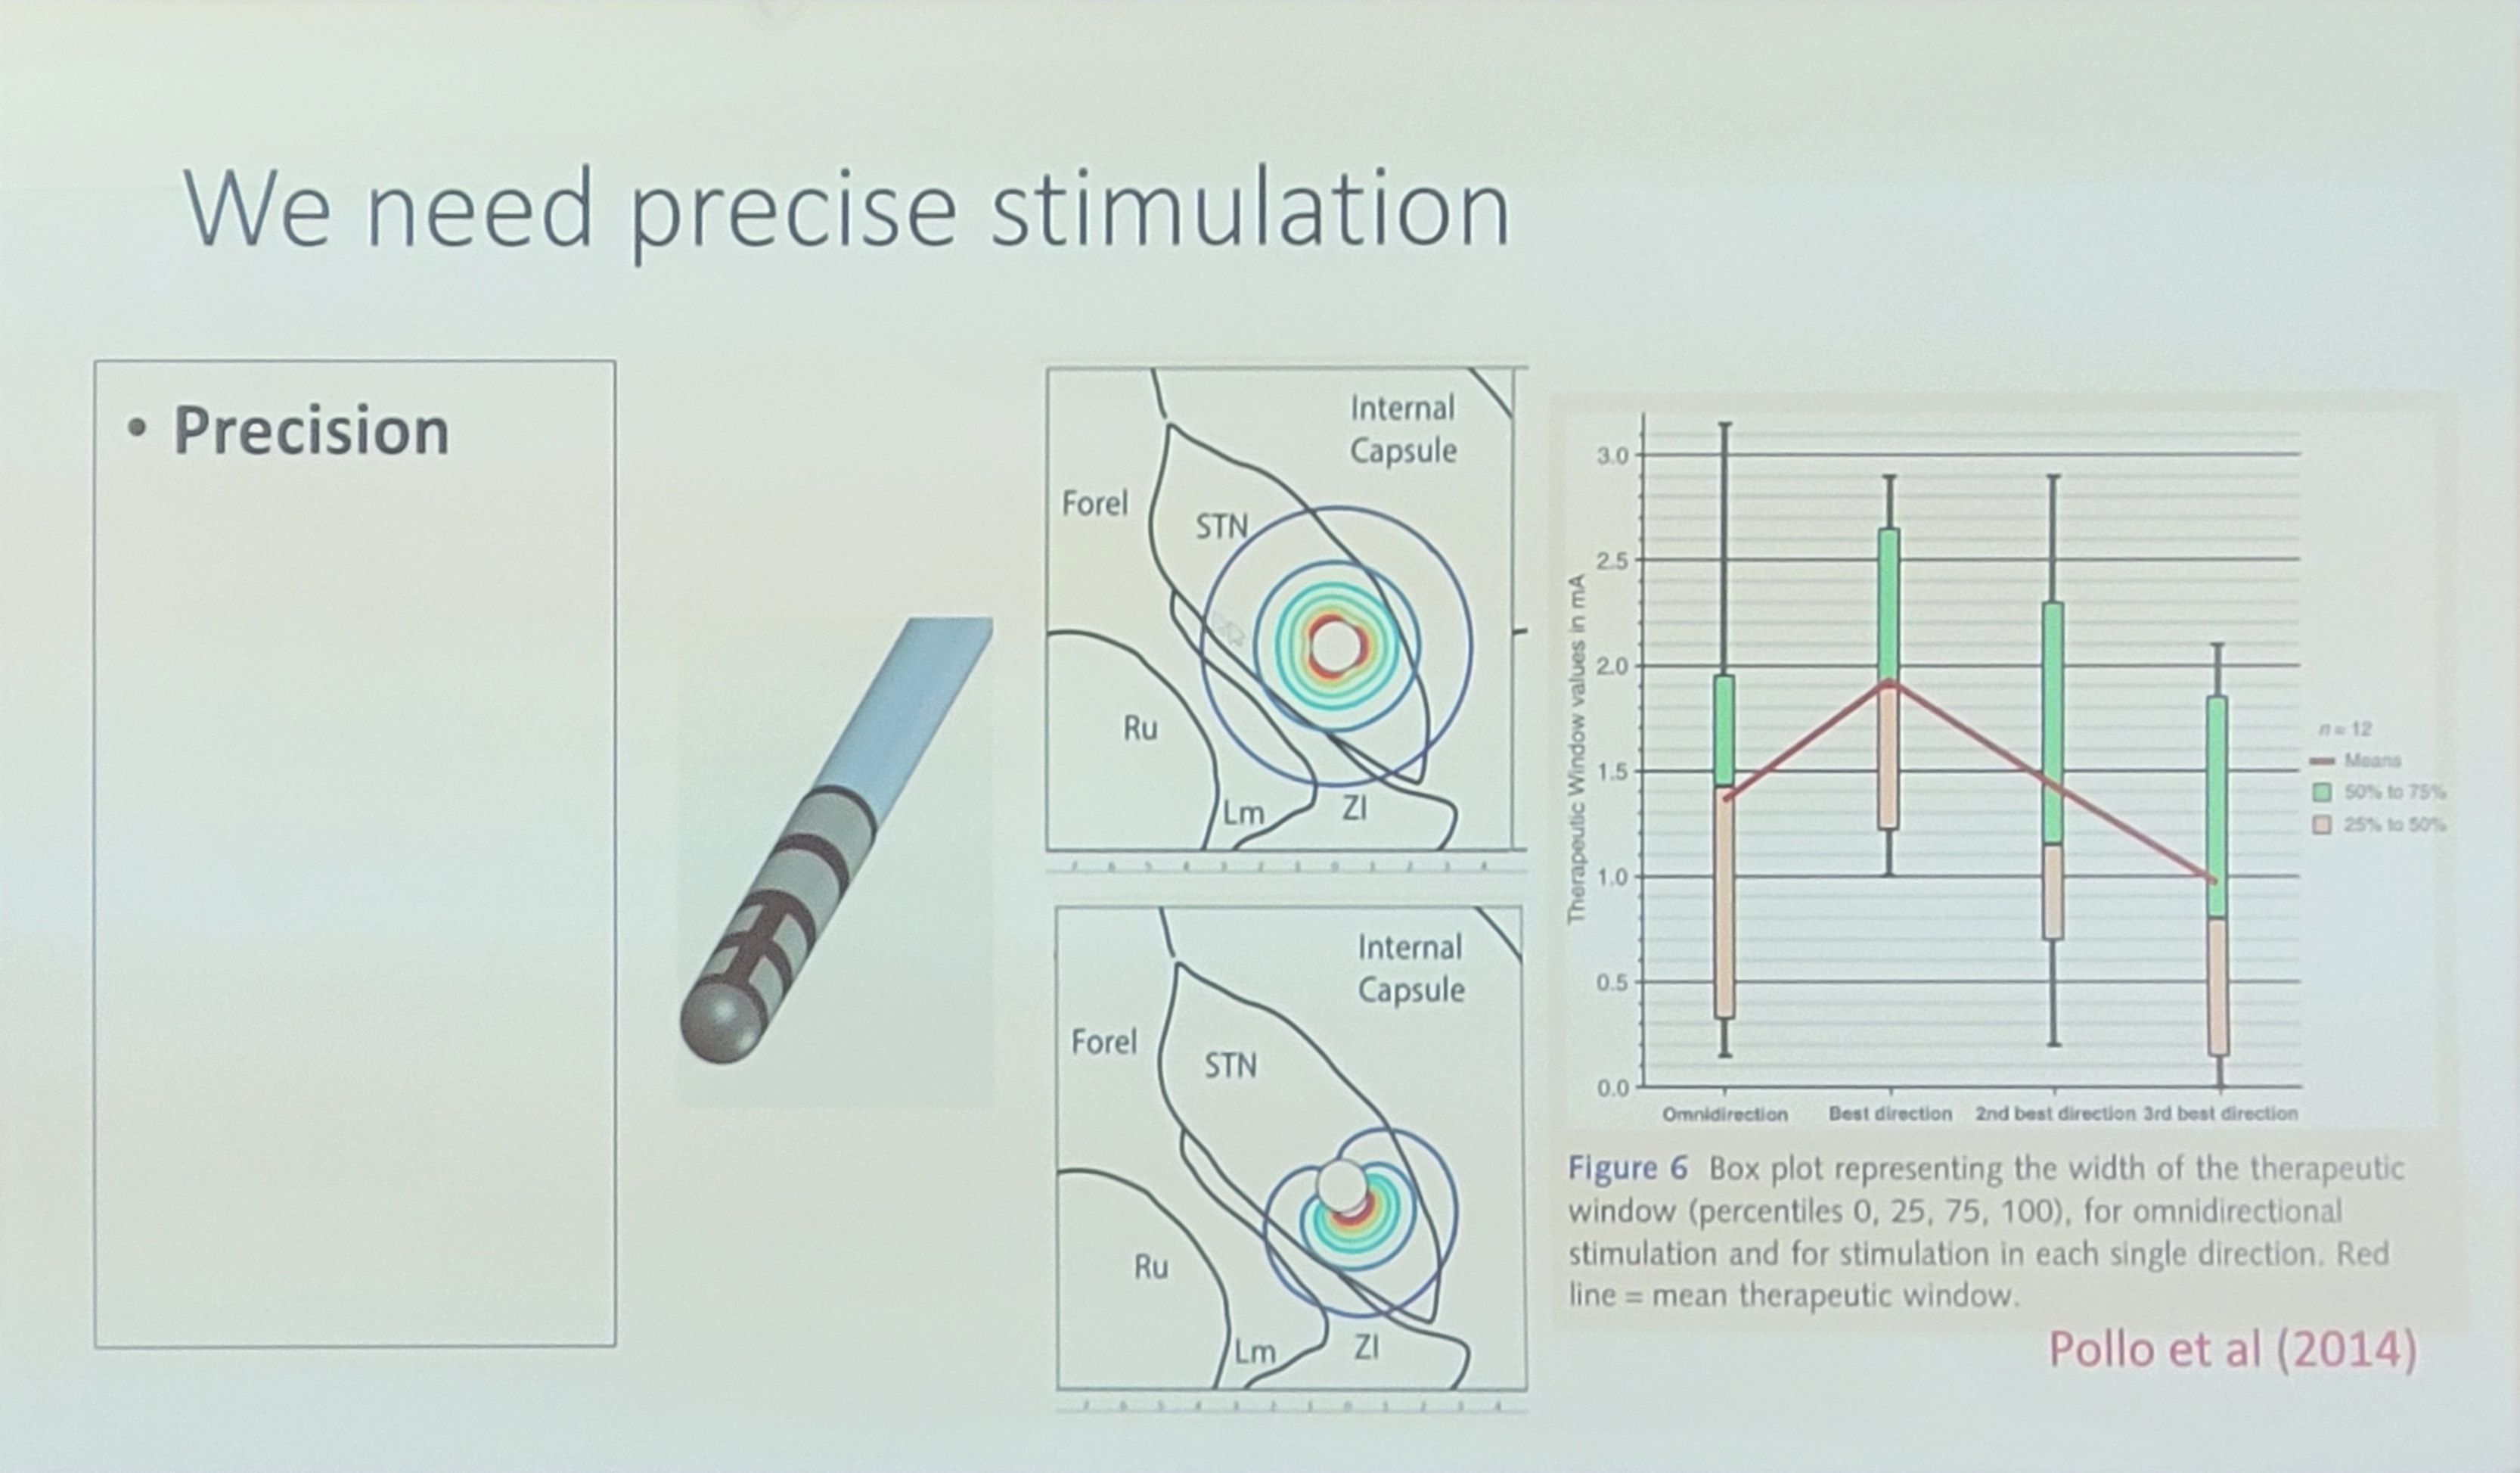 We need precise stimulation
• Precision
Internal
Capsule
Forel
STN
Ru
Lm
ZI
Internal
Capsule
Forel
STN
Ru
Lm
ZI
Therapeutic Window values in mA
3.0
2.5
2.0
1.5
1.0
0.5
0.0
Omnidirection
Best direction
2nd best direction
3rd best direction
n = 12
Means
50% to 75%
25% to 50%
Figure 6 Box plot representing the width of the therapeutic
window (percentiles 0, 25, 75, 100), for omnidirectional
stimulation and for stimulation in each single direction. Red
line = mean therapeutic window.
Pollo et al (2014)